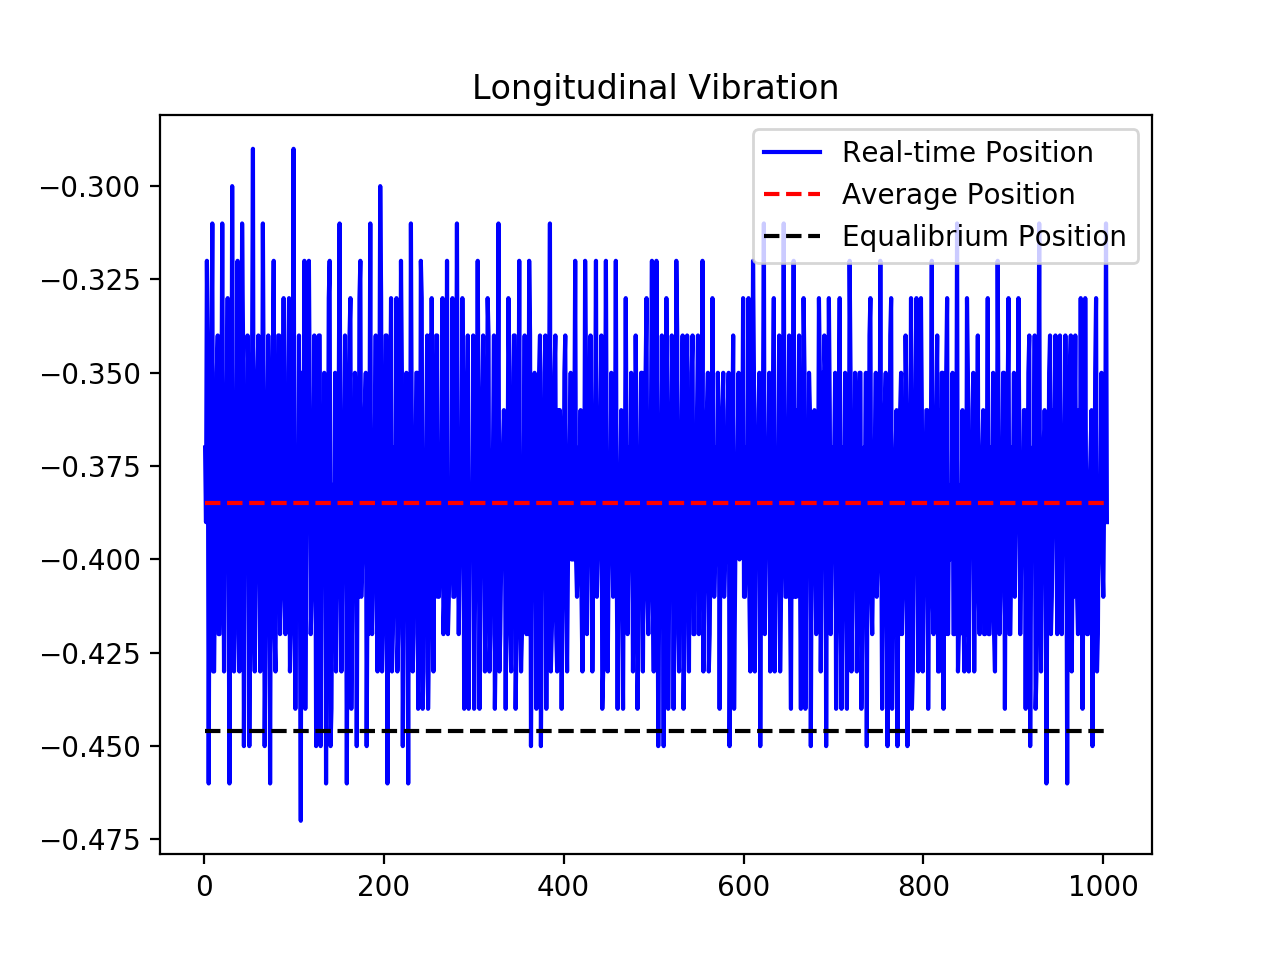 Longitudinal Vibration
Real-time Position
Average Position
Equalibrium Position
−0.300
−0.325
−0.350
−0.375
−0.400
−0.425
−0.450
−0.475
0 200 400 600 800 1000